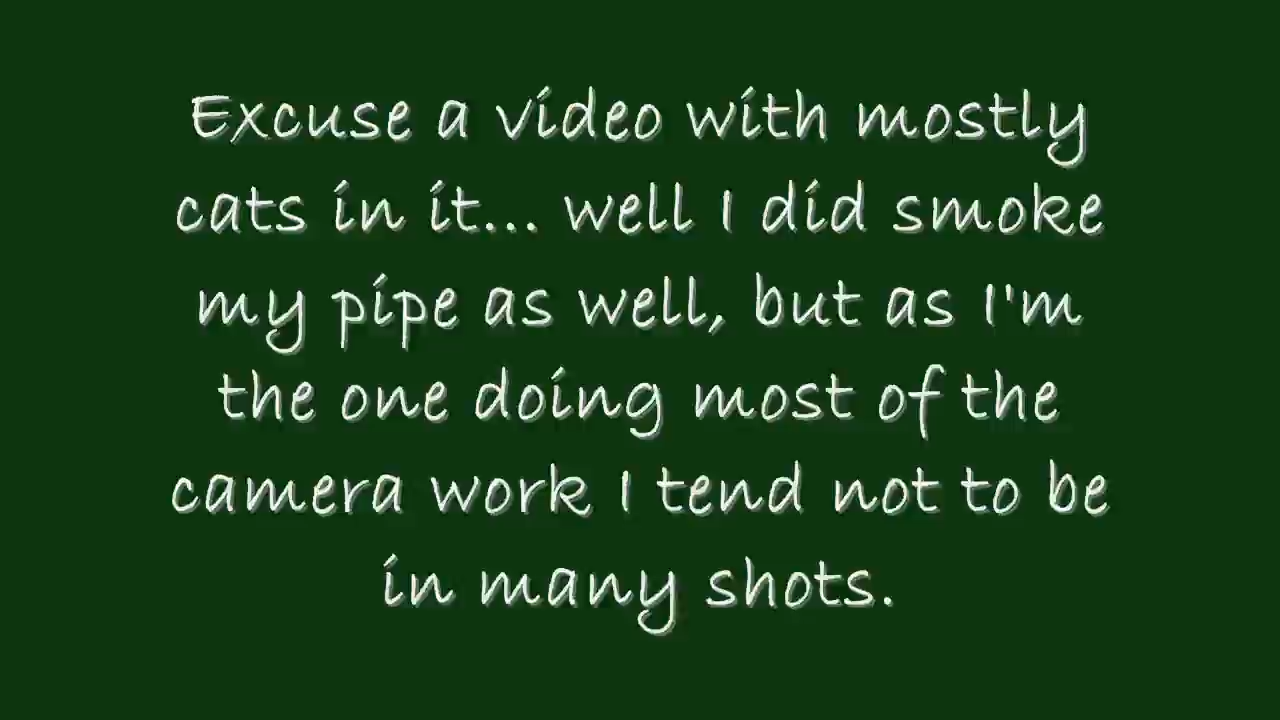 Excuse a video with mostly
cats in it... well I did smoke
my pipe as well, but as I'm
the one doing most of the
camera work I tend not to be
in many shots.